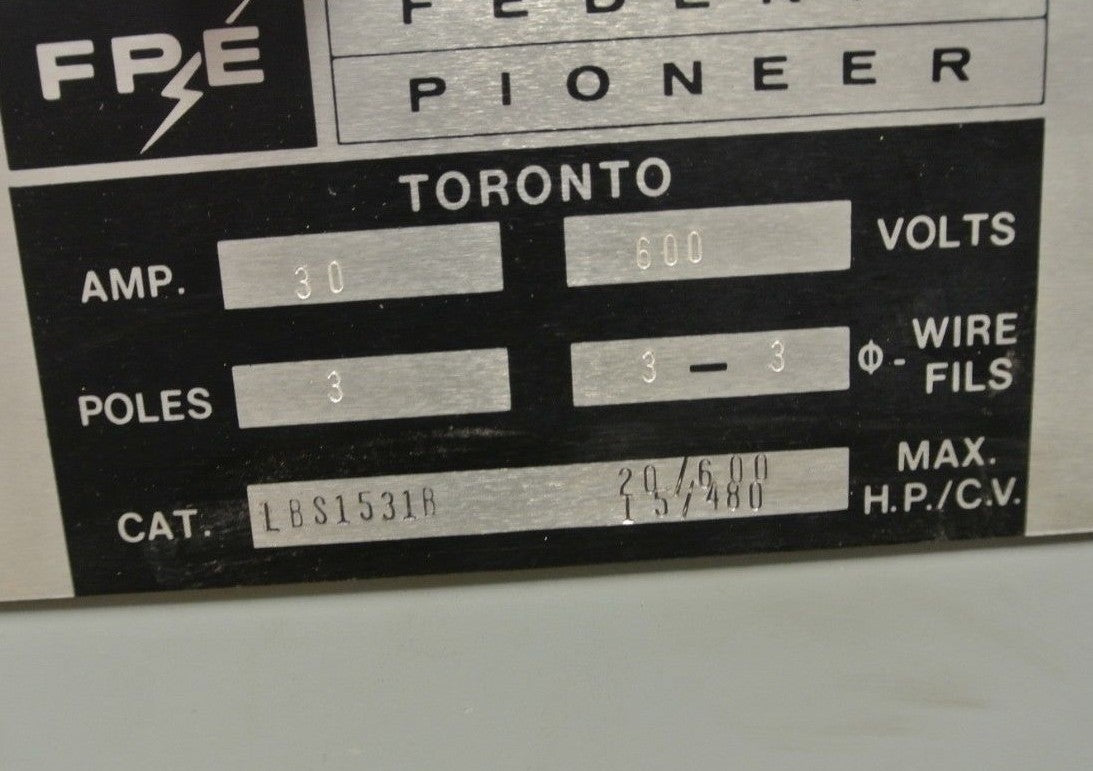 FPÉ
PIONEER
TORONTO
AMP. 30 600 VOLTS
POLES 3 3 - 3 Φ- WIRE
FILS
CAT. LBS1531R 20/600 MAX.
15/480 H.P./C.V.